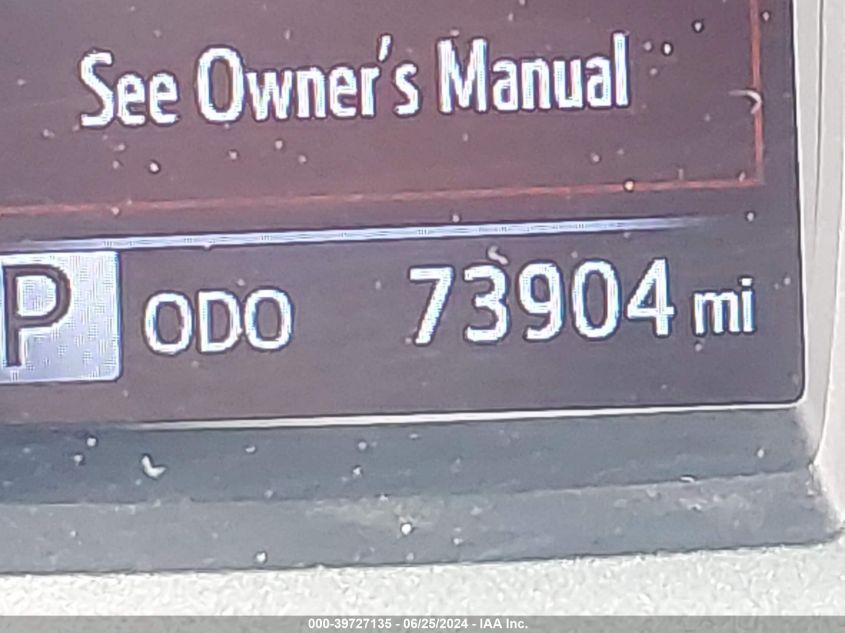 See Owner's Manual
P ODO 73904 mi
000-39727135 - 06/25/2024 - IAA Inc.